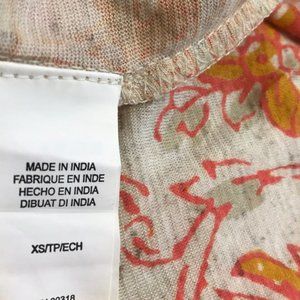 MADE IN INDIA
FABRIQUE EN INDE
HECHO EN INDIA
DIBUAT DI INDIA
XS/TP/ECH